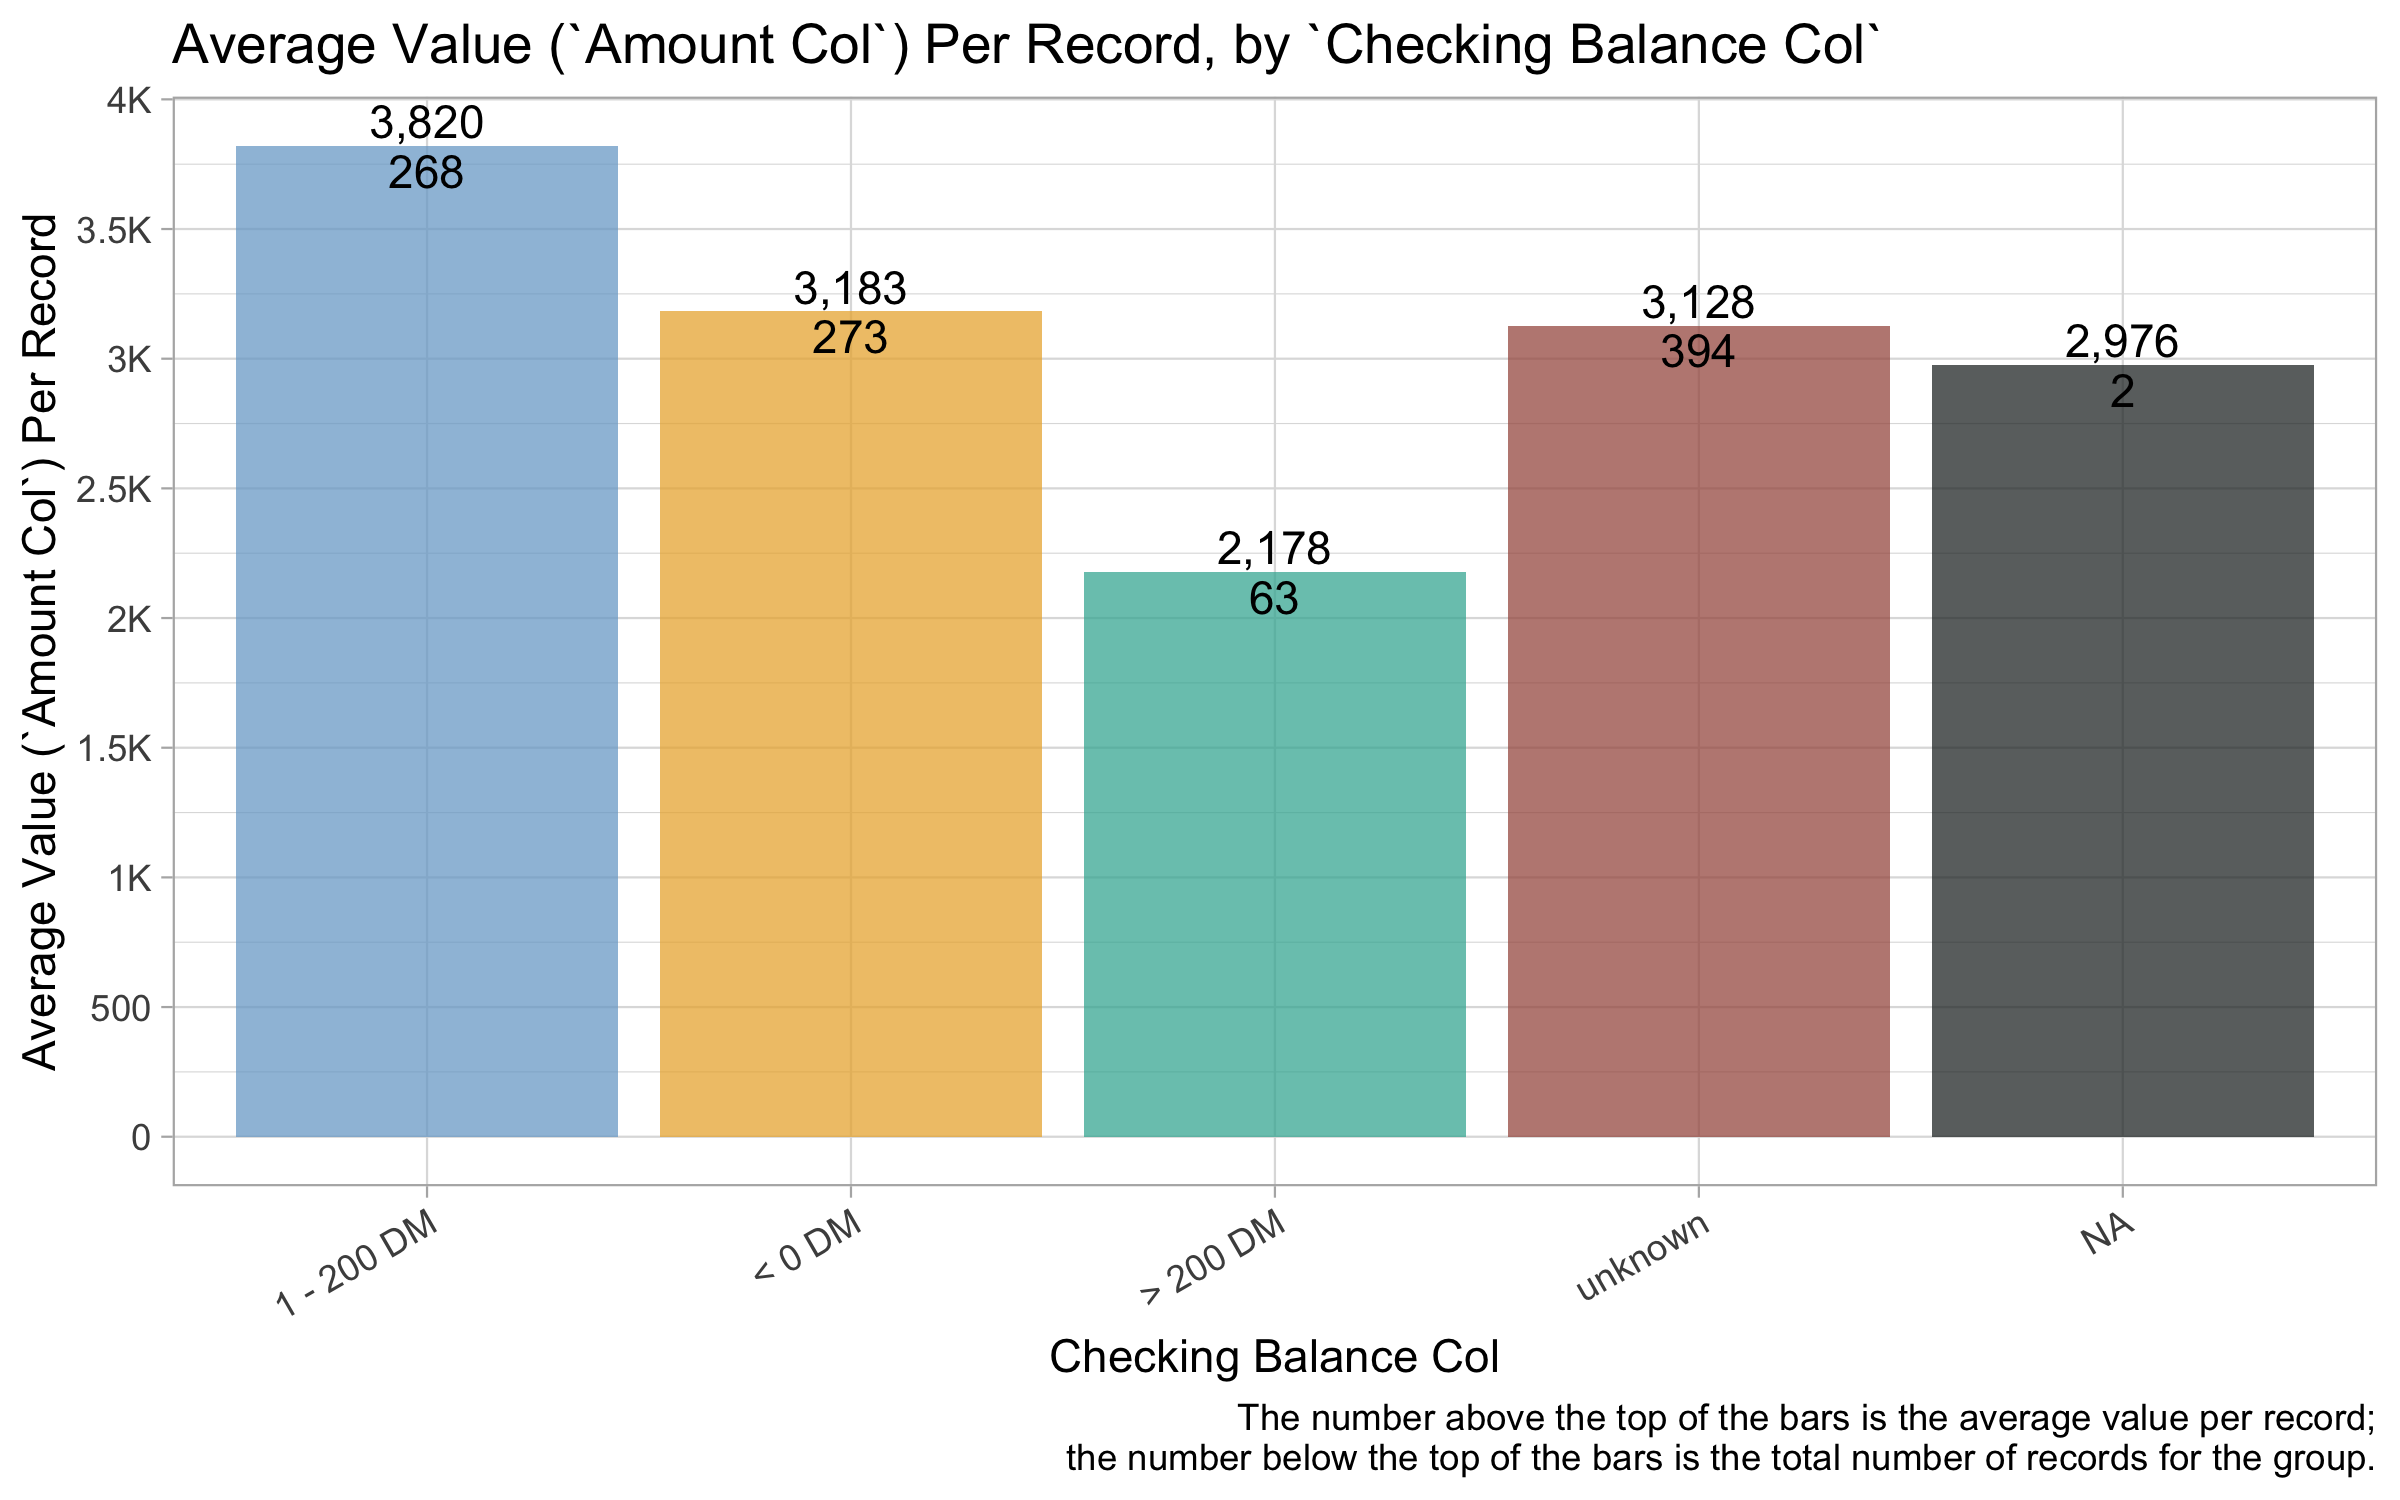 Average Value (`Amount Col`) Per Record, by `Checking Balance Col`
Average Value (`Amount Col`) Per Record
4K
3.5K
3K
2.5K
2K
1.5K
1K
500
0
3,820
268
3,183
273
2,178
63
3,128
394
2,976
2
1 - 200 DM
< 0 DM
> 200 DM
unknown
NA
Checking Balance Col
The number above the top of the bars is the average value per record;
the number below the top of the bars is the total number of records for the group.